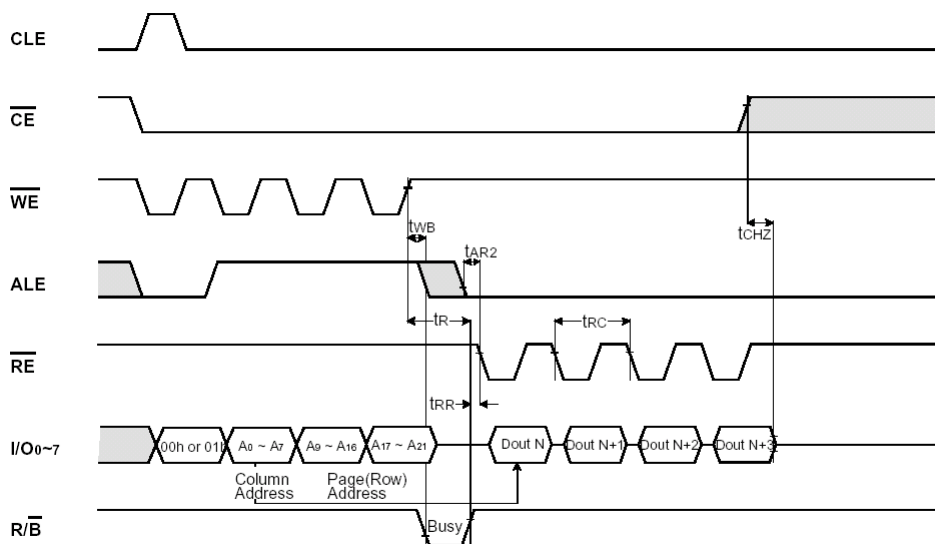 CLE
CE
WE
tWB
tCHZ
tAR2
ALE
tR
tRC
RE
tRR
I/O0~7
00h or 01h
A0 ~ A7
A9 ~ A16
A17 ~ A21
Dout N
Dout N+1
Dout N+2
Dout N+3
Column
Address
Page(Row)
Address
R/B
Busy